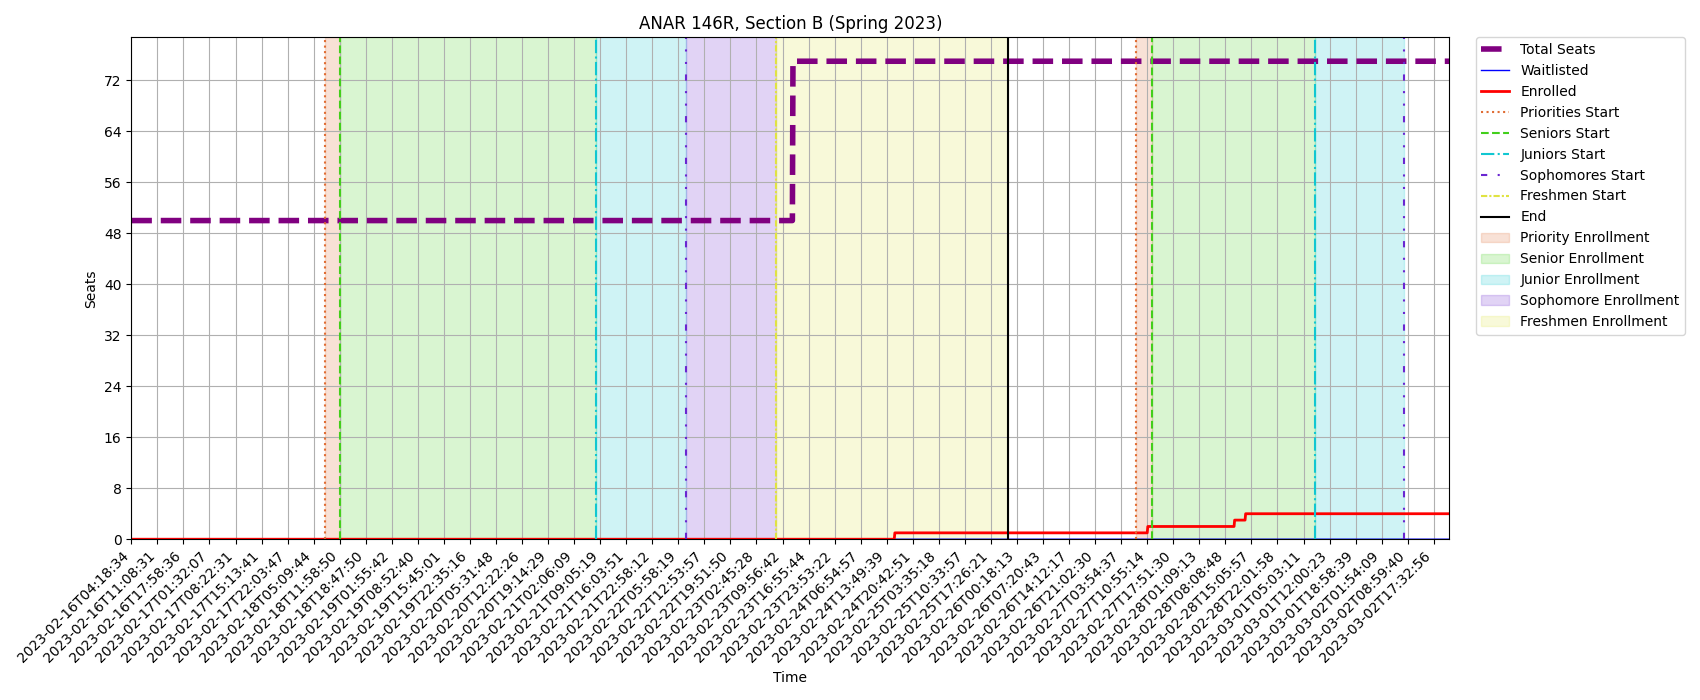 ANAR 146R, Section B (Spring 2023)
Total Seats
Waitlisted
Enrolled
Priorities Start
Seniors Start
Juniors Start
Sophomores Start
Freshmen Start
End
Priority Enrollment
Senior Enrollment
Junior Enrollment
Sophomore Enrollment
Freshmen Enrollment
Seats
72
64
56
48
40
32
24
16
8
0
2023-02-16T04:18:34
2023-02-16T11:08:31
2023-02-16T17:58:36
2023-02-17T01:32:07
2023-02-17T08:22:31
2023-02-17T15:13:41
2023-02-17T22:03:47
2023-02-18T05:09:44
2023-02-18T11:58:50
2023-02-18T18:47:50
2023-02-19T01:55:42
2023-02-19T08:52:40
2023-02-19T15:45:01
2023-02-19T22:35:16
2023-02-20T05:31:48
2023-02-20T12:22:26
2023-02-20T19:14:29
2023-02-21T02:06:09
2023-02-21T09:05:19
2023-02-21T16:03:51
2023-02-21T22:58:12
2023-02-22T05:58:19
2023-02-22T12:53:57
2023-02-22T19:51:50
2023-02-23T02:45:28
2023-02-23T09:56:42
2023-02-23T16:55:44
2023-02-23T23:53:22
2023-02-24T06:54:57
2023-02-24T13:49:39
2023-02-24T20:42:51
2023-02-25T03:35:18
2023-02-25T10:33:57
2023-02-25T17:26:21
2023-02-26T00:18:13
2023-02-26T07:20:43
2023-02-26T14:12:17
2023-02-26T21:02:30
2023-02-27T03:54:37
2023-02-27T10:55:14
2023-02-27T17:51:30
2023-02-28T01:09:13
2023-02-28T08:08:48
2023-02-28T15:05:57
2023-02-28T22:01:58
2023-03-01T05:03:11
2023-03-01T12:00:23
2023-03-01T18:58:39
2023-03-02T01:54:09
2023-03-02T08:59:40
2023-03-02T17:32:56
Time